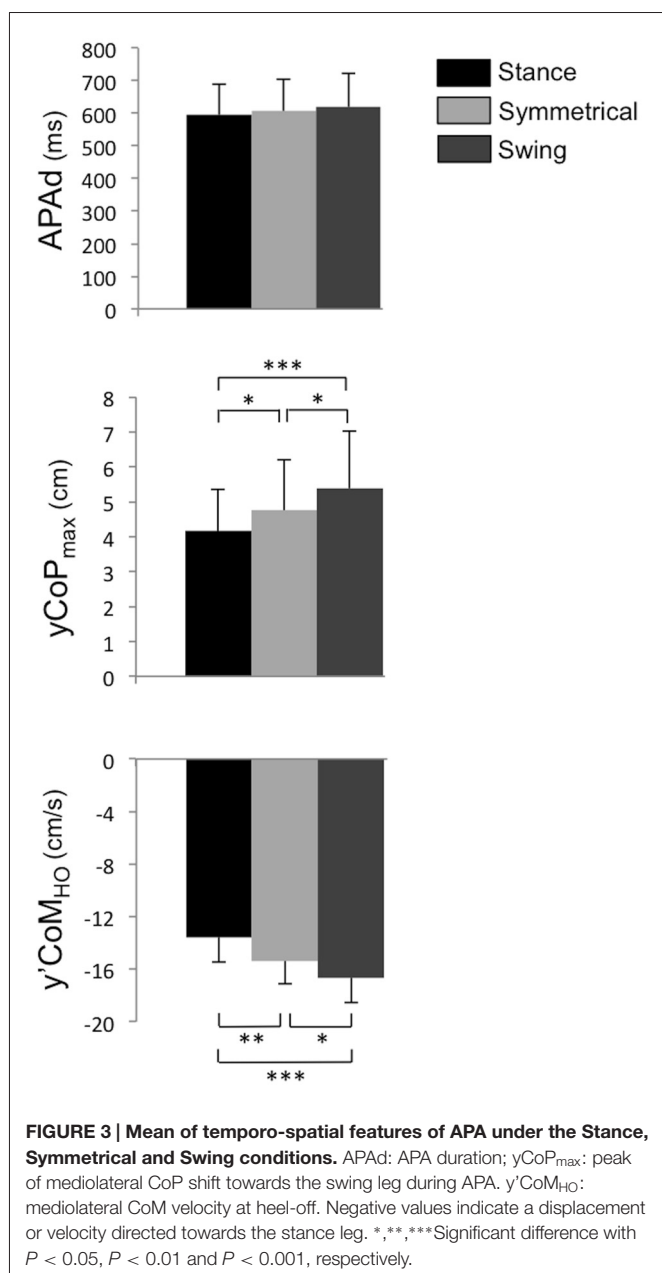 800
700
600
500
400
300
200
100
0
APAd (ms)
Stance
Symmetrical
Swing
***
* *
8
7
6
5
4
3
2
1
0
yCoPmax (cm)
0
-4
-8
-12
-16
-20
y'CoMHO (cm/s)
** *
***
FIGURE 3 | Mean of temporo-spatial features of APA under the Stance,
Symmetrical and Swing conditions. APAd: APA duration; yCoPmax: peak
of mediolateral CoP shift towards the swing leg during APA. y'CoMHO:
mediolateral CoM velocity at heel-off. Negative values indicate a displacement
or velocity directed towards the stance leg. *,**,***Significant difference with
P < 0.05, P < 0.01 and P < 0.001, respectively.